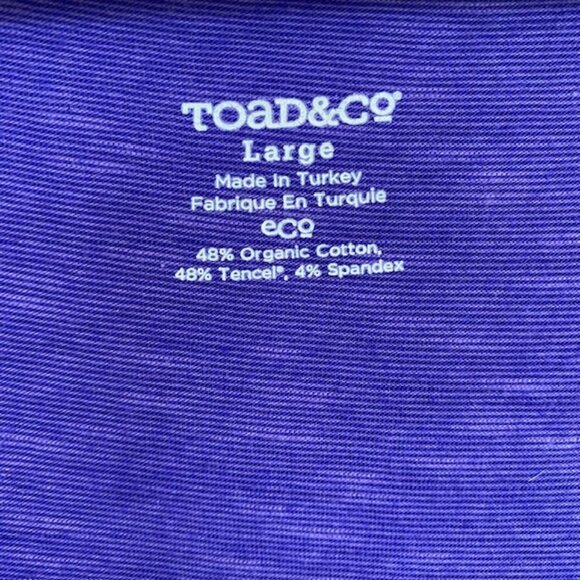 TOAD&CO®
Large
Made In Turkey
Fabrique En Turquie
eco
48% Organic Cotton,
48% Tencel®, 4% Spandex